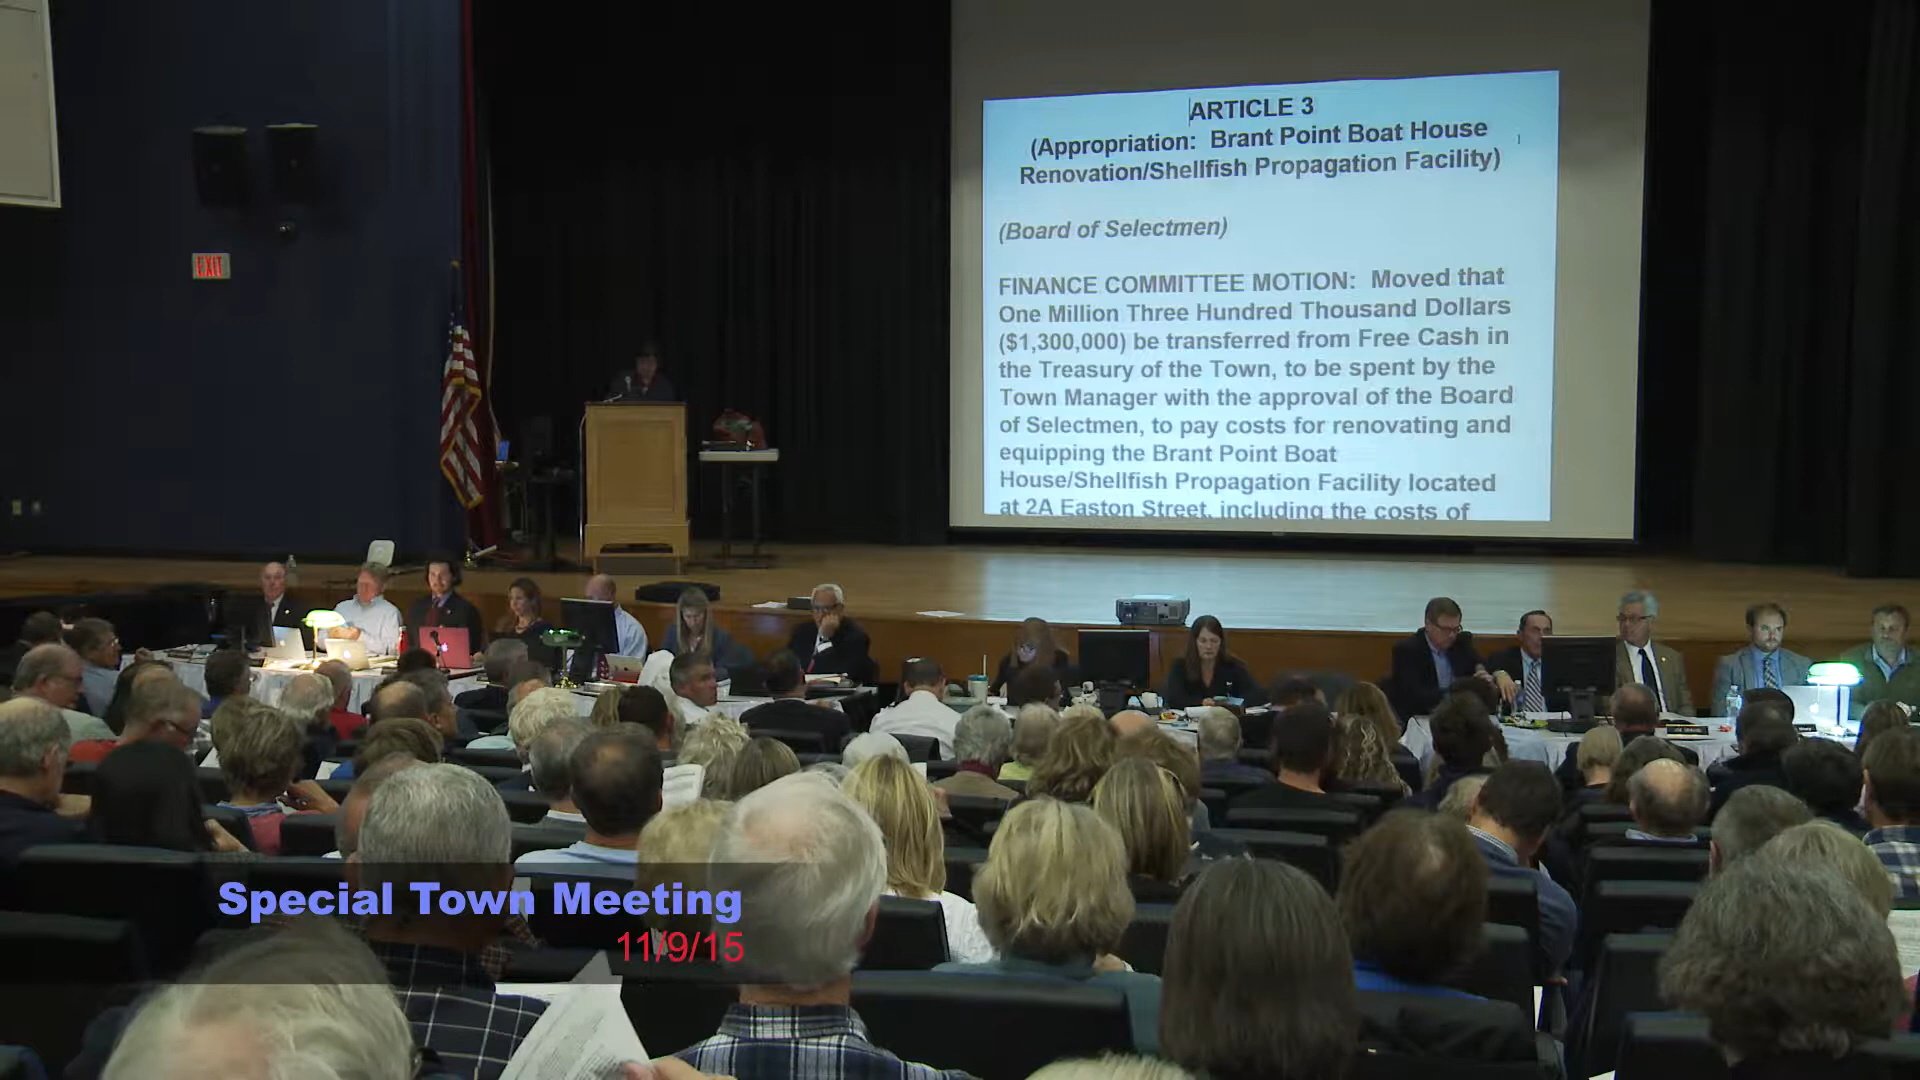 EXIT
ARTICLE 3
(Appropriation: Brant Point Boat House
Renovation/Shellfish Propagation Facility)
(Board of Selectmen)
FINANCE COMMITTEE MOTION: Moved that
One Million Three Hundred Thousand Dollars
($1,300,000) be transferred from Free Cash in
the Treasury of the Town, to be spent by the
Town Manager with the approval of the Board
of Selectmen, to pay costs for renovating and
equipping the Brant Point Boat
House/Shellfish Propagation Facility located
at 2A Easton Street, including the costs of
Special Town Meeting
11/9/15